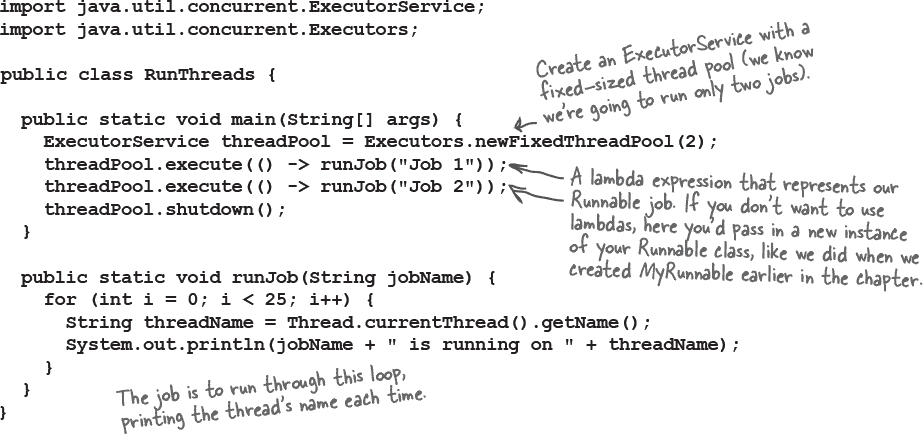 import java.util.concurrent.ExecutorService;
import java.util.concurrent.Executors;
public class RunThreads {
public static void main(String[] args) {
ExecutorService threadPool = Executors.newFixedThreadPool(2);
threadPool.execute(() -> runJob("Job 1"));
threadPool.execute(() -> runJob("Job 2"));
threadPool.shutdown();
}
public static void runJob(String jobName) {
for (int i = 0; i < 25; i++) {
String threadName = Thread.currentThread().getName();
System.out.println(jobName + " is running on " + threadName);
}
}
}
Create an ExecutorService with a
fixed-sized thread pool (we know
we're going to run only two jobs).
A lambda expression that represents our
Runnable job. If you don't want to use
lambdas, here you'd pass in a new instance
of your Runnable class, like we did when we
created MyRunnable earlier in the chapter.
The job is to run through this loop,
printing the thread's name each time.